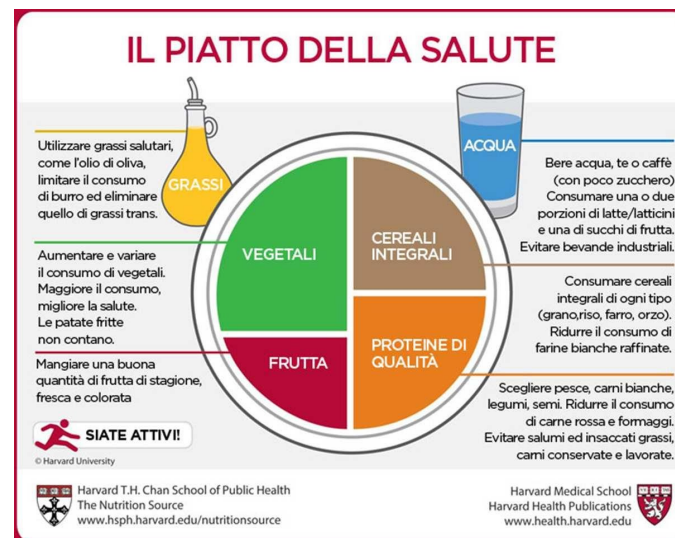 IL PIATTO DELLA SALUTE
Utilizzare grassi salutari,
come l'olio di oliva,
limitare il consumo
di burro ed eliminare
quello di grassi trans.
GRASSI
ACQUA
Bere acqua, te o caffè
(con poco zucchero)
Consumare una o due
porzioni di latte/latticini
e una di succhi di frutta.
Evitare bevande industriali.
Aumentare e variare
il consumo di vegetali.
Maggiore il consumo,
migliore la salute.
Le patate fritte
non contano.
VEGETALI
CEREALI
INTEGRALI
Consumare cereali
integrali di ogni tipo
(grano,riso, farro, orzo).
Ridurre il consumo di
farine bianche raffinate.
Mangiare una buona
quantità di frutta di stagione,
fresca e colorata
FRUTTA
PROTEINE DI
QUALITÀ
Scegliere pesce, carni bianche,
legumi, semi. Ridurre il consumo
di carne rossa e formaggi.
Evitare salumi ed insaccati grassi,
carni conservate e lavorate.
SIATE ATTIVI!
© Harvard University
Harvard T.H. Chan School of Public Health
The Nutrition Source
www.hsph.harvard.edu/nutritionsource
Harvard Medical School
Harvard Health Publications
www.health.harvard.edu